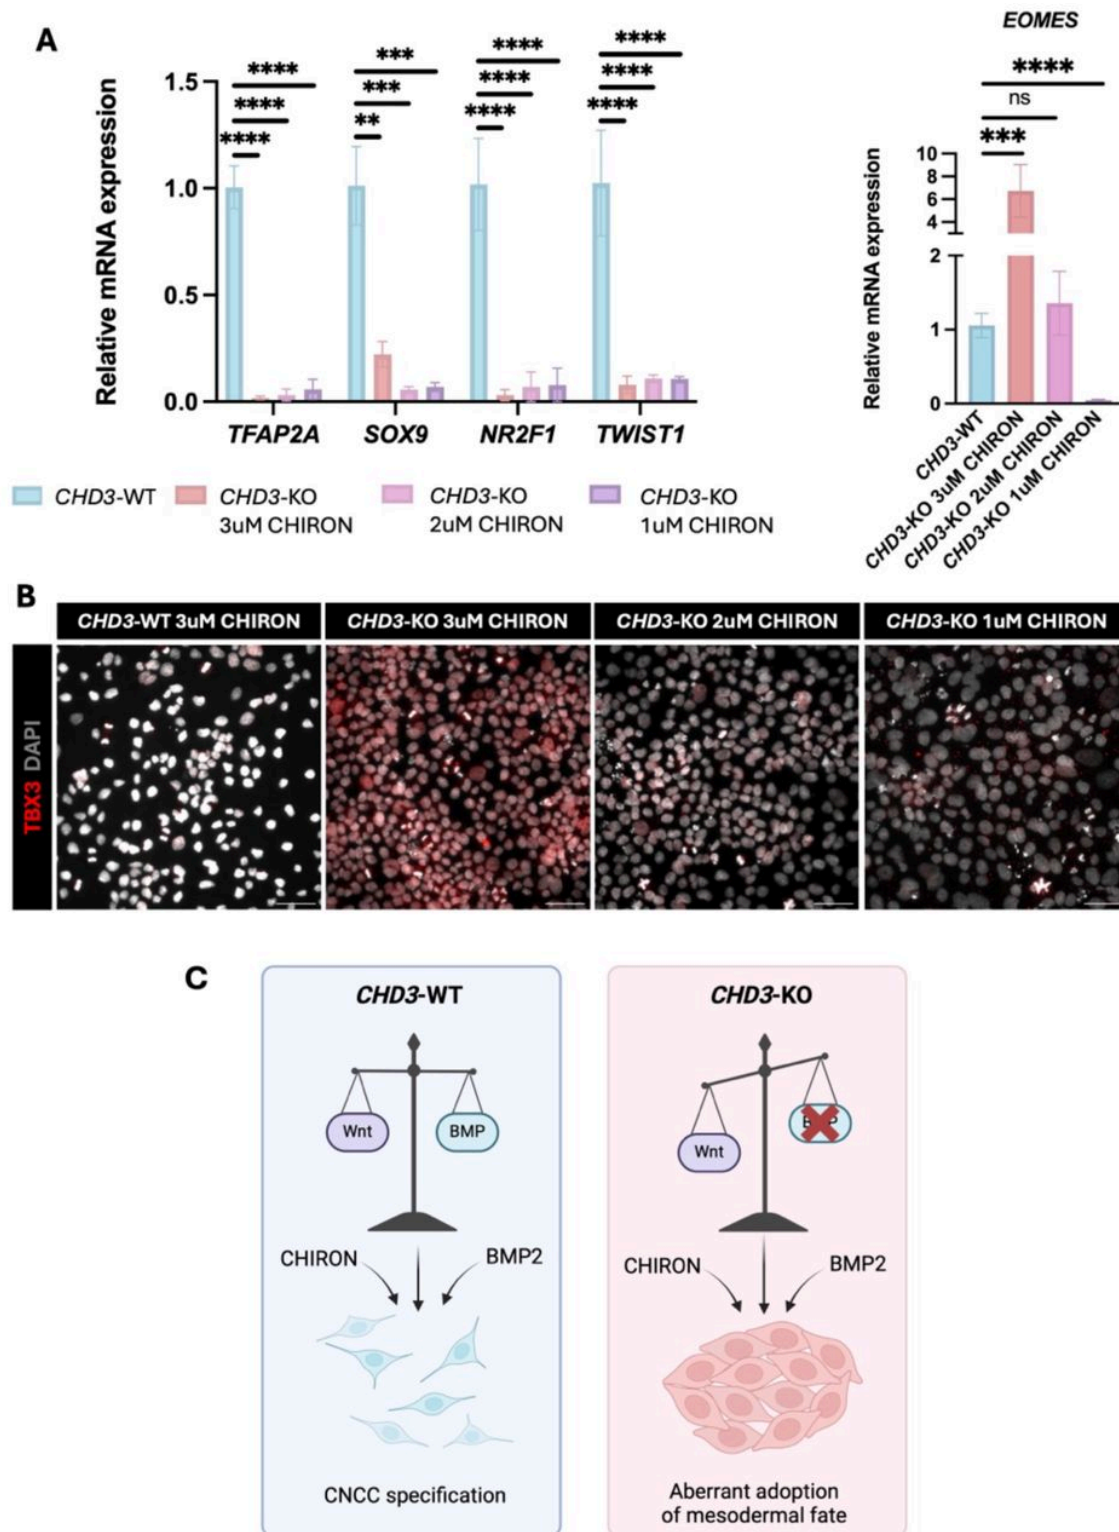 A
Relative mRNA expression
1.5
1.0
0.5
0.0
**** **** ****
** *** ***
**** **** ****
**** **** ****
TFAP2A SOX9 NR2F1 TWIST1
CHD3-WT
CHD3-KO
3uM CHIRON
CHD3-KO
2uM CHIRON
CHD3-KO
1uM CHIRON
EOMES
****
ns
***
Relative mRNA expression
10
8
6
4
2
1
0
CHD3-WT
CHD3-KO 3uM CHIRON
CHD3-KO 2uM CHIRON
CHD3-KO 1uM CHIRON
B
CHD3-WT 3uM CHIRON
CHD3-KO 3uM CHIRON
CHD3-KO 2uM CHIRON
CHD3-KO 1uM CHIRON
TBX3 DAPI
C
CHD3-WT
Wnt
BMP
CHIRON
BMP2
CNCC specification
CHD3-KO
Wnt
CHIRON
BMP2
Aberrant adoption
of mesodermal fate